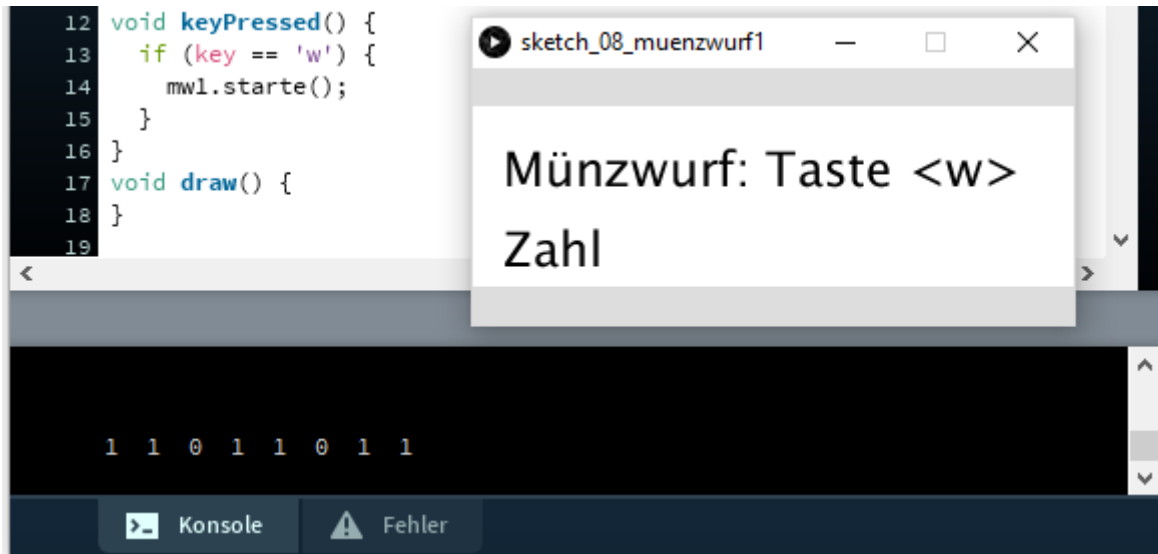 12 void keyPressed() {
13 if (key == 'w') {
14 mwl.starte();
15 }
16 }
17 void draw() {
18 }
19
sketch_08_muenzwurf1
Münzwurf: Taste <w>
Zahl
1 1 0 1 1 0 1 1
Konsole
Fehler